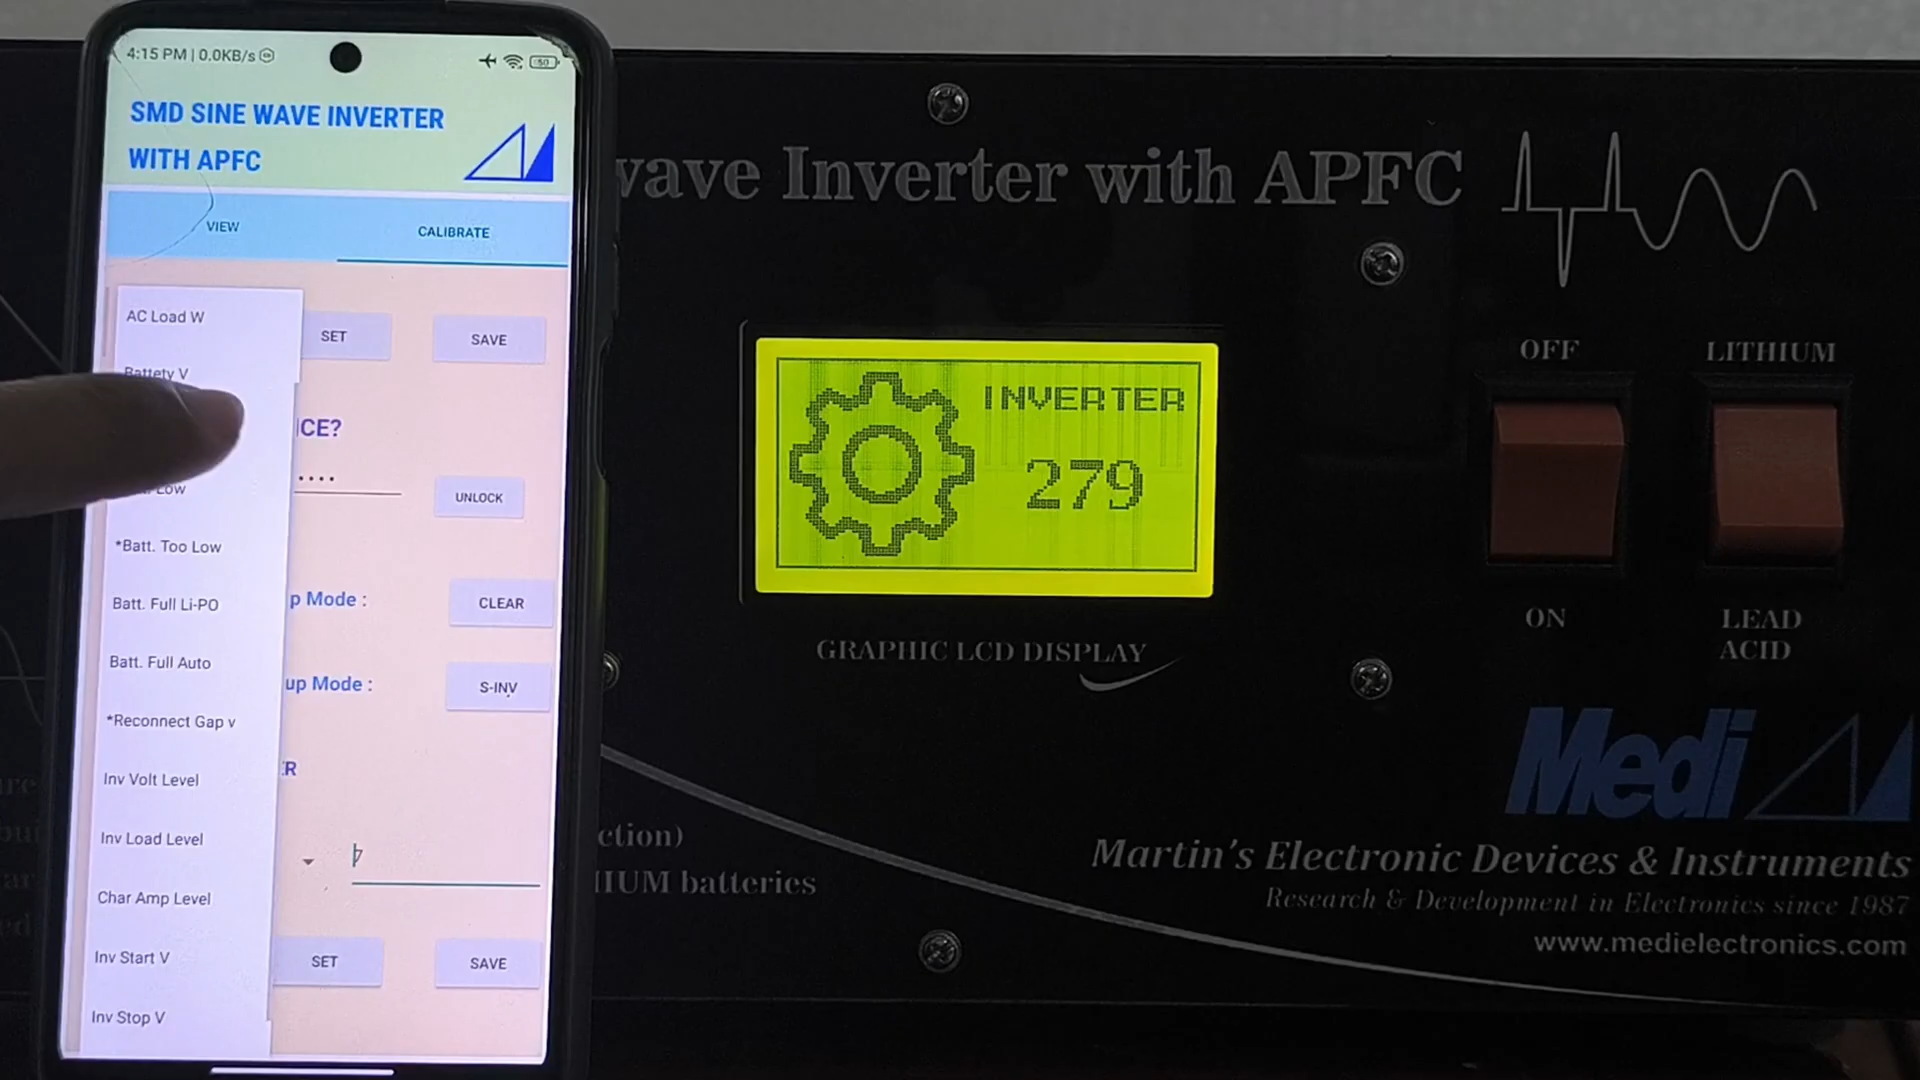 4:15 PM | 0.0KB/s
50
SMD SINE WAVE INVERTER
WITH APFC
VIEW
CALIBRATE
AC Load W
SET
SAVE
Battety V
ICE?
....
Low
UNLOCK
*Batt. Too Low
Batt. Full Li-PO
p Mode :
CLEAR
Batt. Full Auto
up Mode :
S-INV
*Reconnect Gap v
R
Inv Volt Level
Inv Load Level
Char Amp Level
Inv Start V
SET
SAVE
Inv Stop V
wave Inverter with APFC
INVERTER
279
GRAPHIC LCD DISPLAY
OFF
LITHIUM
ON
LEAD
ACID
Medi
ction)
IUM batteries
Martin's Electronic Devices & Instruments
Research & Development in Electronics since 1987
www.medielectronics.com